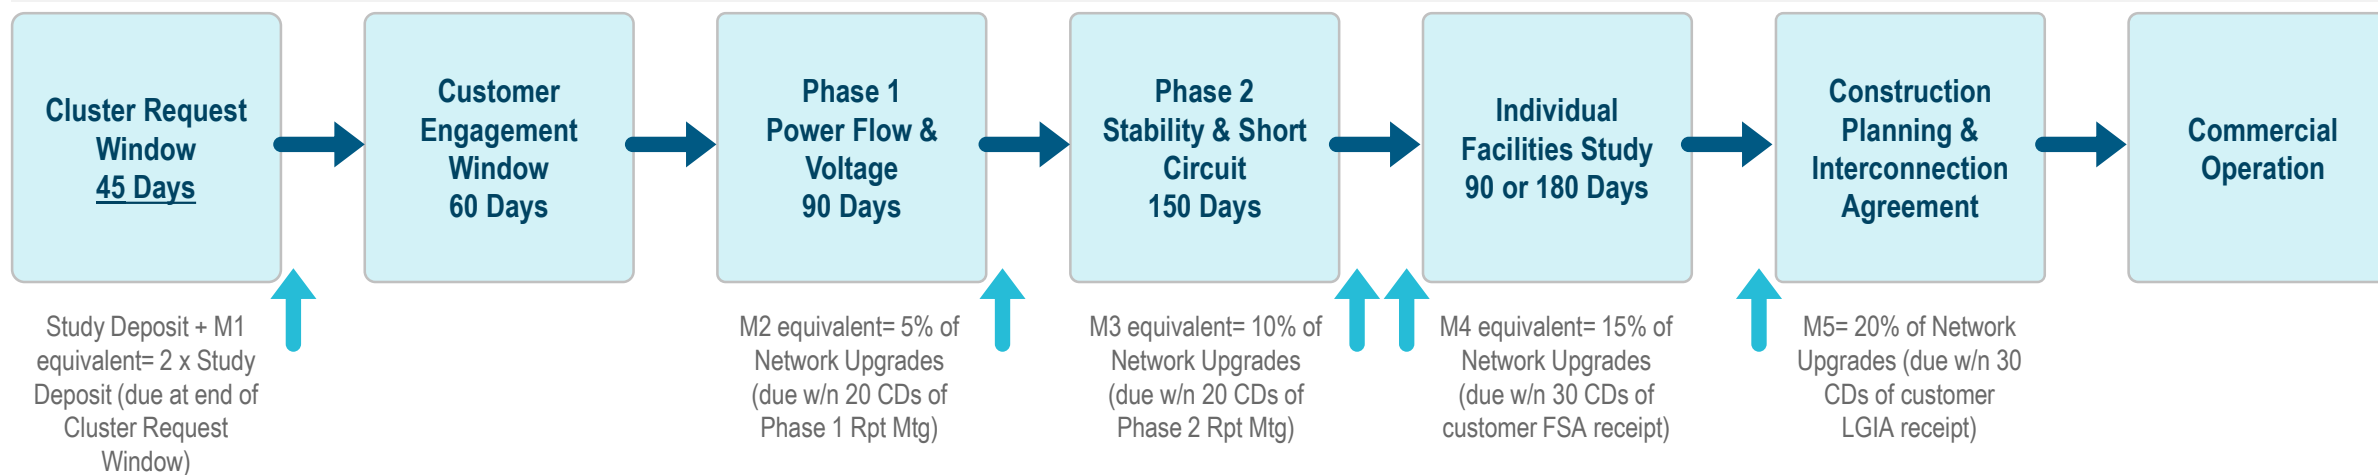 Cluster Request
Window
45 Days
Customer
Engagement
Window
60 Days
Phase 1
Power Flow &
Voltage
90 Days
Phase 2
Stability & Short
Circuit
150 Days
Individual
Facilities Study
90 or 180 Days
Construction
Planning &
Interconnection
Agreement
Commercial
Operation
Study Deposit + M1
equivalent= 2 x Study
Deposit (due at end of
Cluster Request
Window)
M2 equivalent= 5% of
Network Upgrades
(due w/n 20 CDs of
Phase 1 Rpt Mtg)
M3 equivalent= 10% of
Network Upgrades
(due w/n 20 CDs of
Phase 2 Rpt Mtg)
M4 equivalent= 15% of
Network Upgrades
(due w/n 30 CDs of
customer FSA receipt)
M5= 20% of Network
Upgrades (due w/n 30
CDs of customer
LGIA receipt)